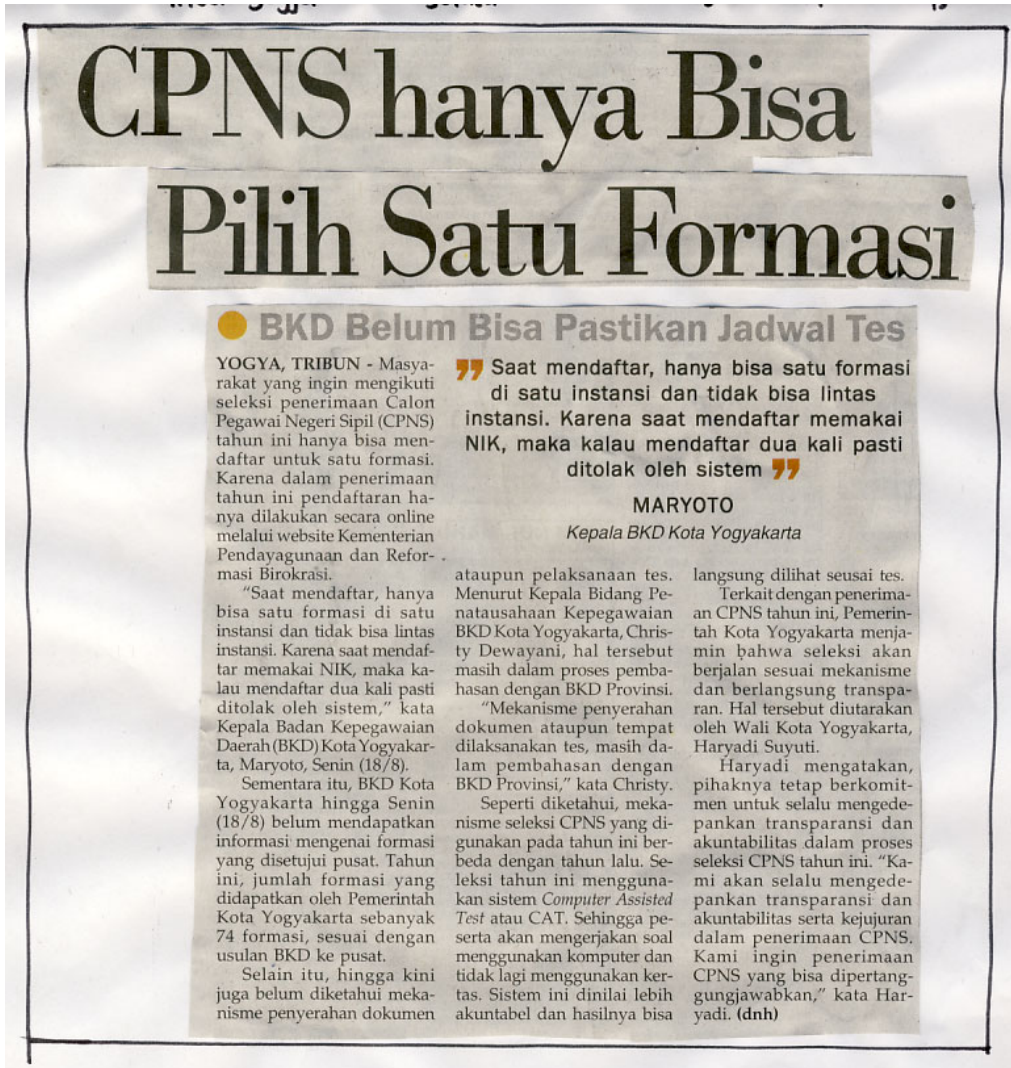 CPNS hanya Bisa
Pilih Satu Formasi
BKD Belum Bisa Pastikan Jadwal Tes
YOGYA, TRIBUN - Masya-
rakat yang ingin mengikuti
seleksi penerimaan Calon
Pegawai Negeri Sipil (CPNS)
tahun ini hanya bisa men-
daftar untuk satu formasi.
Karena dalam penerimaan
tahun ini pendaftaran ha-
nya dilakukan secara online
melalui website Kementerian
Pendayagunaan dan Refor-
masi Birokrasi.
"Saat mendaftar, hanya
bisa satu formasi di satu
instansi dan tidak bisa lintas
instansi. Karena saat mendaf-
tar memakai NIK, maka ka-
lau mendaftar dua kali pasti
ditolak oleh sistem," kata
Kepala Badan Kepegawaian
Daerah (BKD) Kota Yogyakar-
ta, Maryoto, Senin (18/8).
Sementara itu, BKD Kota
Yogyakarta hingga Senin
(18/8) belum mendapatkan
informasi mengenai formasi
yang disetujui pusat. Tahun
ini, jumlah formasi yang
didapatkan oleh Pemerintah
Kota Yogyakarta sebanyak
74 formasi, sesuai dengan
usulan BKD ke pusat.
Selain itu, hingga kini
juga belum diketahui meka-
nisme penyerahan dokumen
" Saat mendaftar, hanya bisa satu formasi
di satu instansi dan tidak bisa lintas
instansi. Karena saat mendaftar memakai
NIK, maka kalau mendaftar dua kali pasti
ditolak oleh sistem "
MARYOTO
Kepala BKD Kota Yogyakarta
ataupun pelaksanaan tes.
Menurut Kepala Bidang Pe-
natausahaan Kepegawaian
BKD Kota Yogyakarta, Chris-
ty Dewayani, hal tersebut
masih dalam proses pemba-
hasan dengan BKD Provinsi.
"Mekanisme penyerahan
dokumen ataupun tempat
dilaksanakan tes, masih da-
lam pembahasan dengan
BKD Provinsi," kata Christy.
Seperti diketahui, meka-
nisme seleksi CPNS yang di-
gunakan pada tahun ini ber-
beda dengan tahun lalu. Se-
leksi tahun ini mengguna-
kan sistem Computer Assisted
Test atau CAT. Sehingga pe-
serta akan mengerjakan soal
menggunakan komputer dan
tidak lagi menggunakan ker-
tas. Sistem ini dinilai lebih
akuntabel dan hasilnya bisa
langsung dilihat seusai tes.
Terkait dengan penerima-
an CPNS tahun ini, Pemerin-
tah Kota Yogyakarta menja-
min bahwa seleksi akan
berjalan sesuai mekanisme
dan berlangsung transpa-
ran. Hal tersebut diutarakan
oleh Wali Kota Yogyakarta,
Haryadi Suyuti.
Haryadi mengatakan,
pihaknya tetap berkomit-
men untuk selalu mengede-
pankan transparansi dan
akuntabilitas dalam proses
seleksi CPNS tahun ini. "Ka-
mi akan selalu mengede-
pankan transparansi dan
akuntabilitas serta kejujuran
dalam penerimaan CPNS.
Kami ingin penerimaan
CPNS yang bisa dipertang-
gungjawabkan," kata Har-
yadi. (dnh)